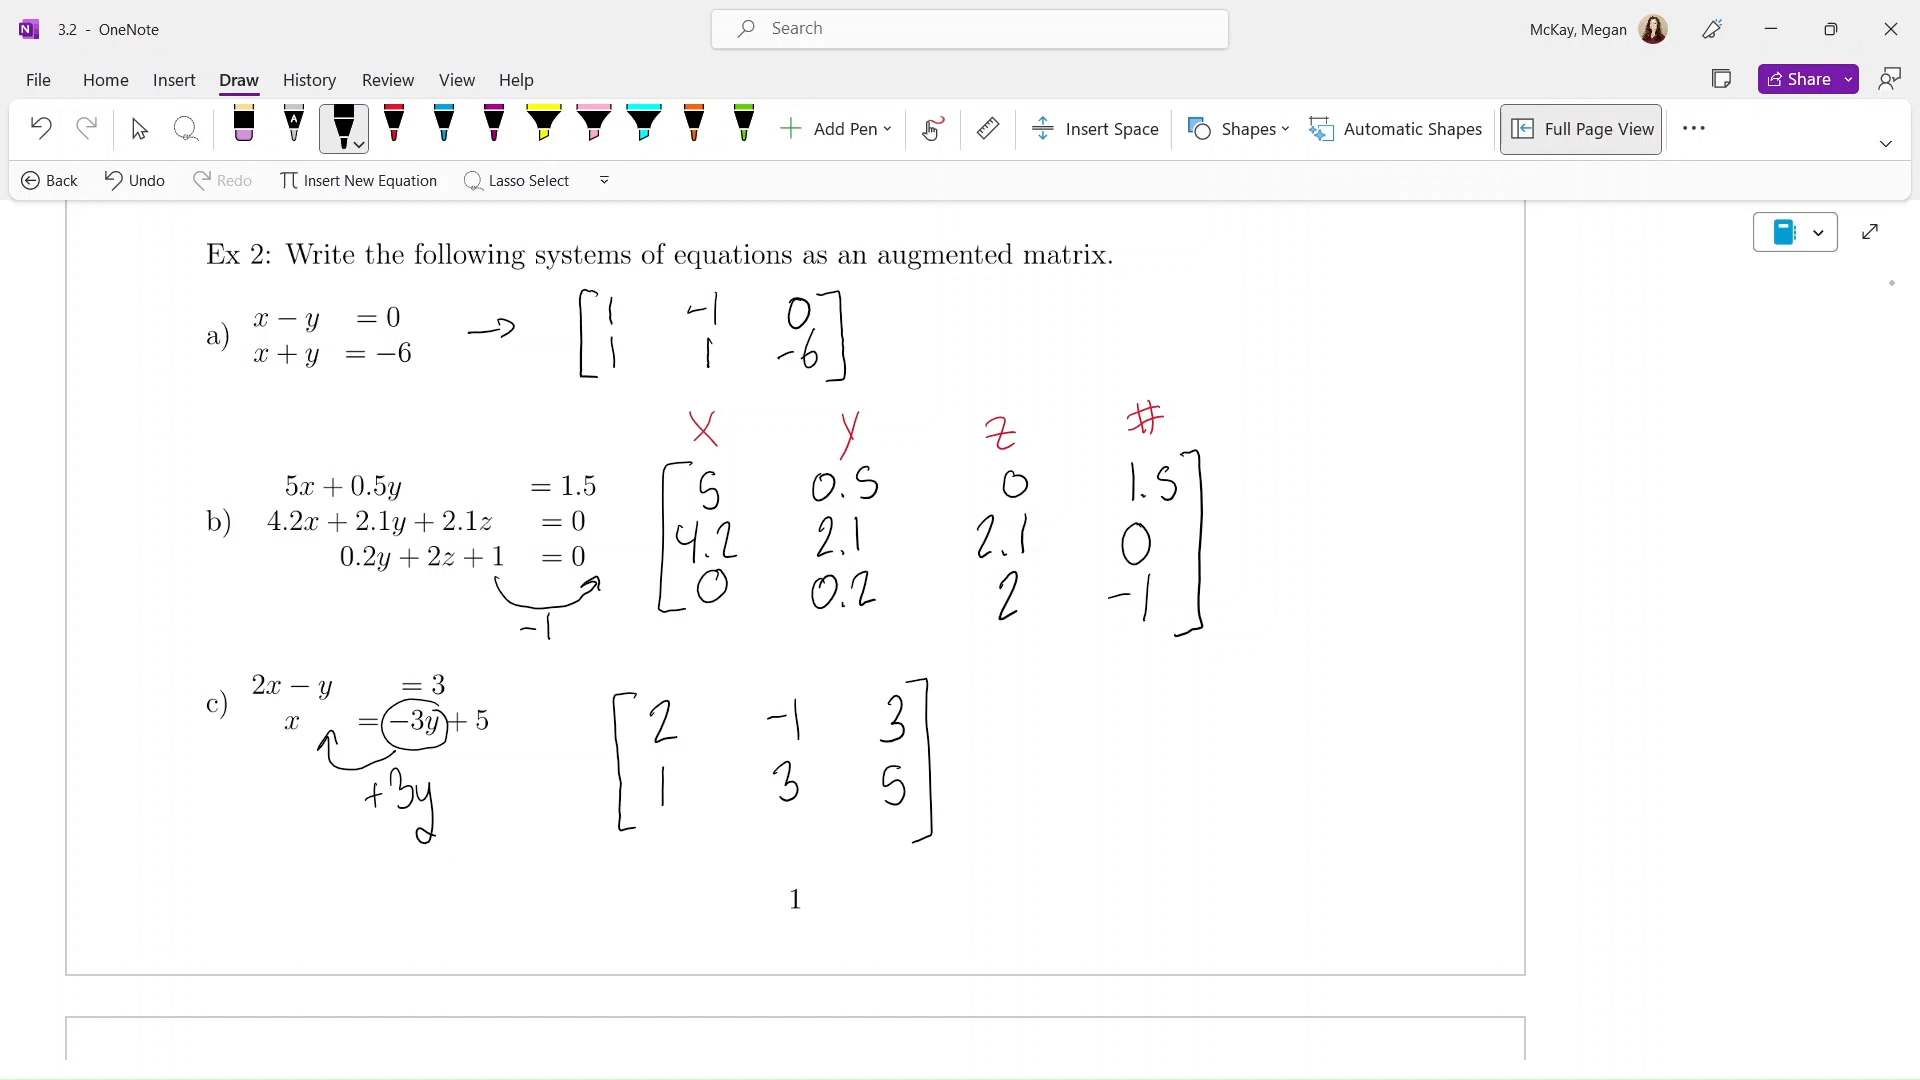 3.2 - OneNote
Search
McKay, Megan
File Home Insert Draw History Review View Help
Share
Add Pen
Insert Space
Shapes
Automatic Shapes
Full Page View
Back Undo Redo Insert New Equation Lasso Select
Ex 2: Write the following systems of equations as an augmented matrix.
a) x − y = 0 → [ 1 -1 0
x + y = −6 1 1 -6 ]
x y z #
5x + 0.5y = 1.5 [ 5 0.5 0 1.5
b) 4.2x + 2.1y + 2.1z = 0 4.2 2.1 2.1 0
0.2y + 2z + 1 = 0 0 0.2 2 -1 ]
-1
2x − y = 3 [ 2 -1 3
c) x = −3y + 5 1 3 5 ]
+3y
1